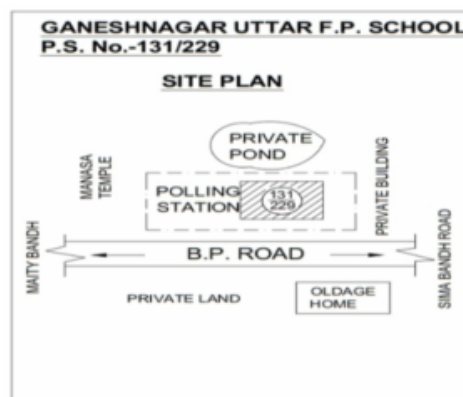 GANESHNAGAR UTTAR F.P. SCHOOL
P.S. No.-131/229
SITE PLAN
PRIVATE
POND
MANASA
TEMPLE
POLLING
STATION
131
229
PRIVATE BUILDING
MAITY BANDH
B.P. ROAD
SIMA BANDH ROAD
PRIVATE LAND
OLDAGE
HOME